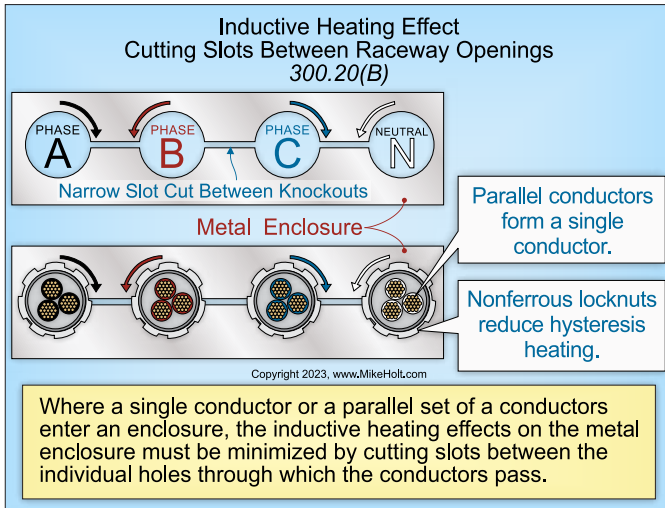 Inductive Heating Effect
Cutting Slots Between Raceway Openings
300.20(B)
PHASE
A
PHASE
B
PHASE
C
NEUTRAL
N
Narrow Slot Cut Between Knockouts
Metal Enclosure
Parallel conductors
form a single
conductor.
Nonferrous locknuts
reduce hysteresis
heating.
Copyright 2023, www.MikeHolt.com
Where a single conductor or a parallel set of a conductors
enter an enclosure, the inductive heating effects on the metal
enclosure must be minimized by cutting slots between the
individual holes through which the conductors pass.